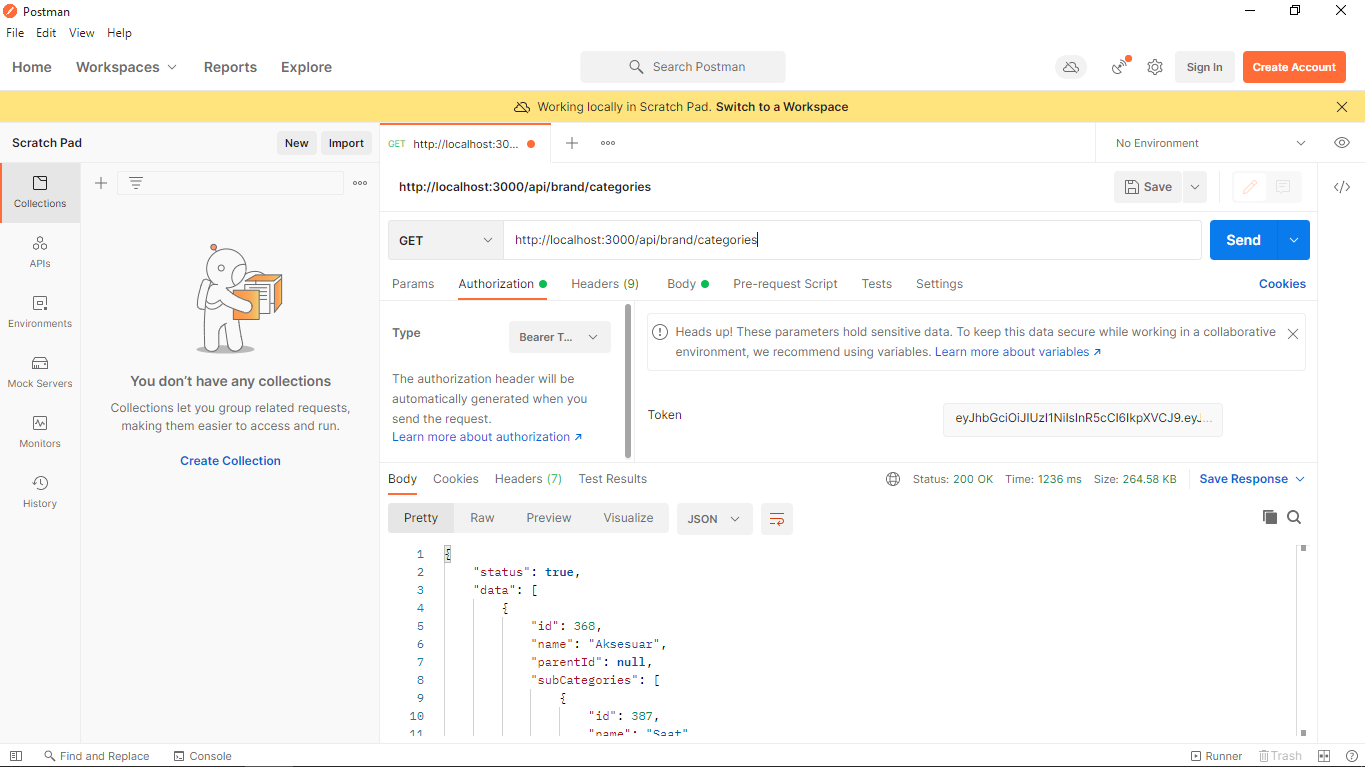 Postman
File Edit View Help
Home Workspaces Reports Explore
Search Postman
Sign In
Create Account
Working locally in Scratch Pad. Switch to a Workspace
Scratch Pad
New
Import
GET http://localhost:30...
No Environment
Collections
http://localhost:3000/api/brand/categories
Save
APIs
GET
http://localhost:3000/api/brand/categories
Send
Params Authorization Headers (9) Body Pre-request Script Tests Settings Cookies
Environments
Type
Bearer T...
Heads up! These parameters hold sensitive data. To keep this data secure while working in a collaborative
environment, we recommend using variables. Learn more about variables ↗
Mock Servers
You don't have any collections
Collections let you group related requests,
making them easier to access and run.
Create Collection
The authorization header will be
automatically generated when you
send the request.
Learn more about authorization ↗
Token
eyJhbGciOiJIUzI1NiIsInR5cCI6IkpXVCJ9.eyJ...
Monitors
History
Body Cookies Headers (7) Test Results
Status: 200 OK Time: 1236 ms Size: 264.58 KB Save Response
Pretty Raw Preview Visualize JSON
1 {
2 "status": true,
3 "data": [
4 {
5 "id": 368,
6 "name": "Aksesuar",
7 "parentId": null,
8 "subCategories": [
9 {
10 "id": 387,
11 "name": "Saat"
Find and Replace Console
Runner Trash